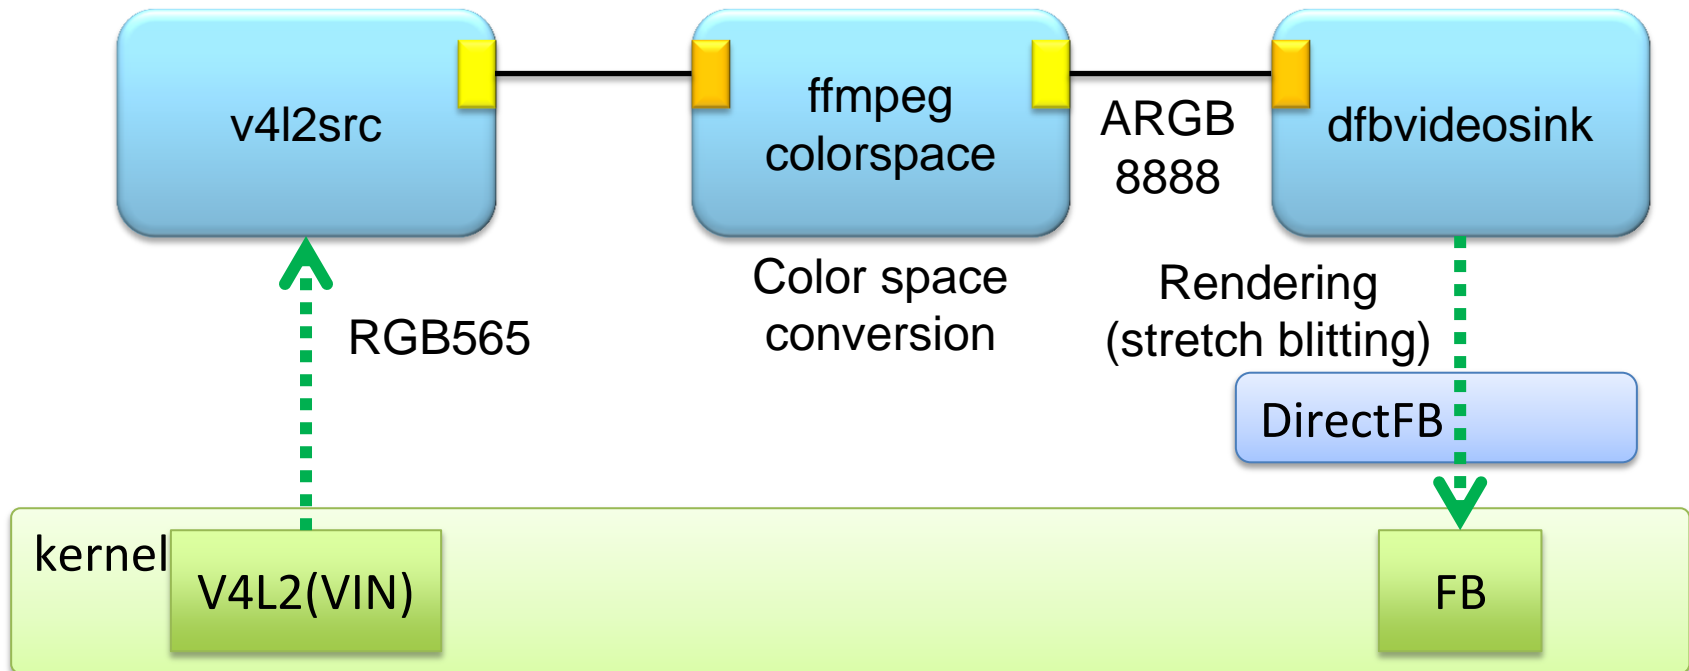 v4l2src
ffmpeg
colorspace
ARGB
8888
dfbvideosink
RGB565
Color space
conversion
Rendering
(stretch blitting)
DirectFB
kernel
V4L2(VIN)
FB